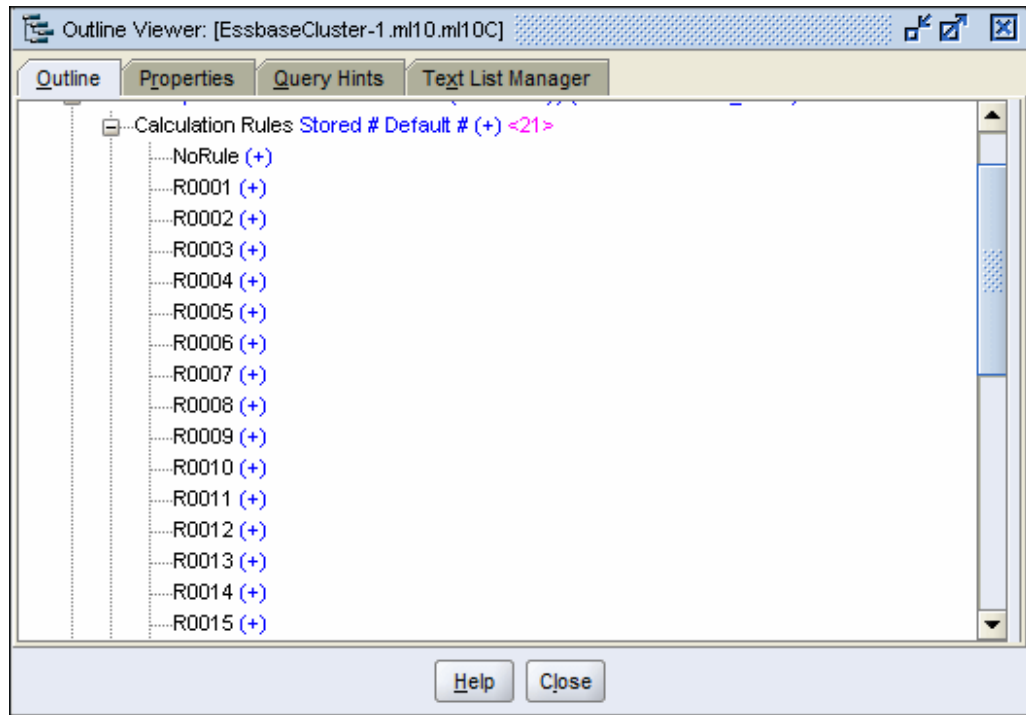 Outline Viewer: [EssbaseCluster-1.ml10.ml10C]
Outline Properties Query Hints Text List Manager
Calculation Rules Stored # Default # (+) <21>
NoRule (+)
R0001 (+)
R0002 (+)
R0003 (+)
R0004 (+)
R0005 (+)
R0006 (+)
R0007 (+)
R0008 (+)
R0009 (+)
R0010 (+)
R0011 (+)
R0012 (+)
R0013 (+)
R0014 (+)
R0015 (+)
Help Close